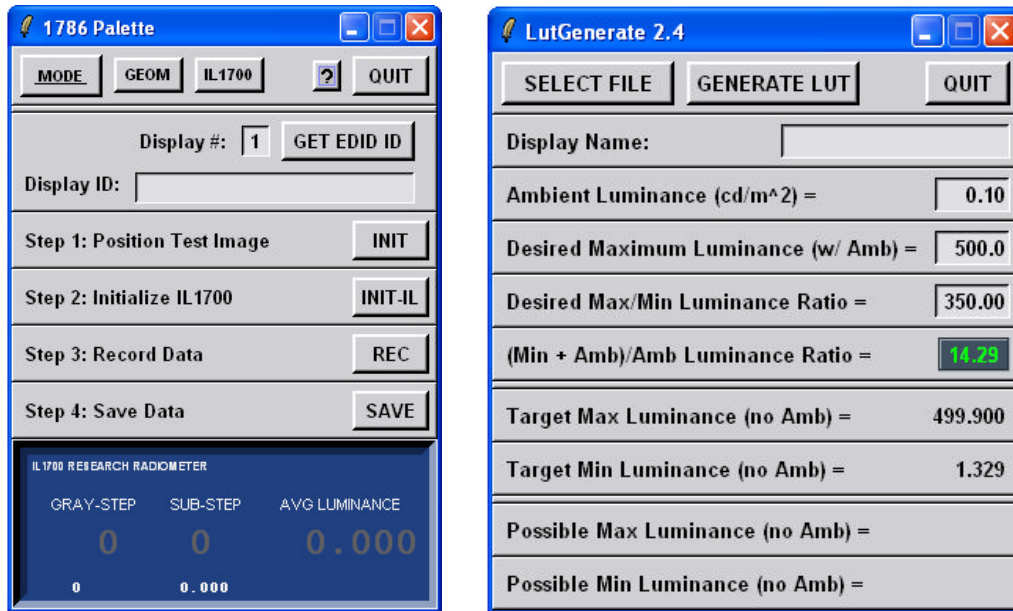 1786 Palette
MODE GEOM IL1700 ? QUIT
Display #: 1 GET EDID ID
Display ID:
Step 1: Position Test Image INIT
Step 2: Initialize IL1700 INIT-IL
Step 3: Record Data REC
Step 4: Save Data SAVE
IL1700 RESEARCH RADIOMETER
GRAY-STEP SUB-STEP AVG LUMINANCE
0 0 0.000
0 0.000
LutGenerate 2.4
SELECT FILE GENERATE LUT QUIT
Display Name:
Ambient Luminance (cd/m^2) = 0.10
Desired Maximum Luminance (w/ Amb) = 500.0
Desired Max/Min Luminance Ratio = 350.00
(Min + Amb)/Amb Luminance Ratio = 14.29
Target Max Luminance (no Amb) = 499.900
Target Min Luminance (no Amb) = 1.329
Possible Max Luminance (no Amb) =
Possible Min Luminance (no Amb) =